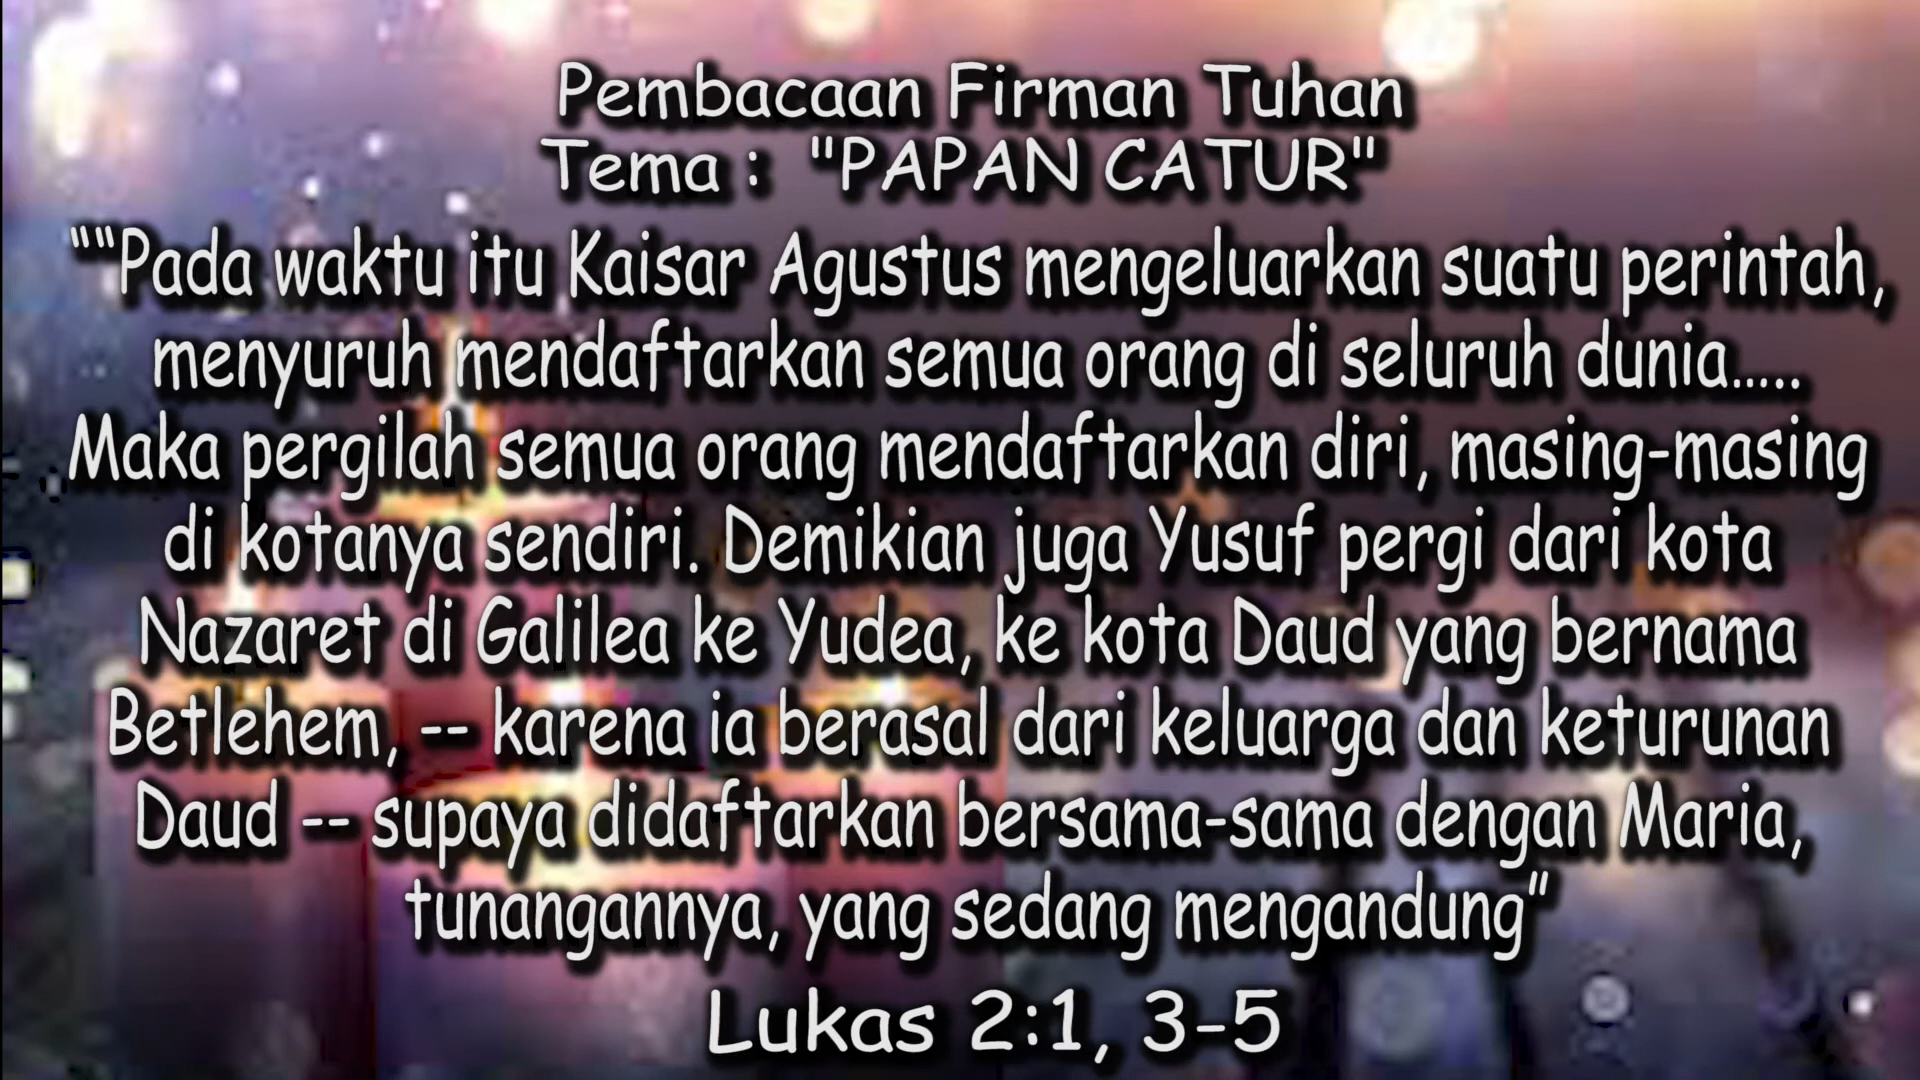 Pembacaan Firman Tuhan
Tema : "PAPAN CATUR"
““Pada waktu itu Kaisar Agustus mengeluarkan suatu perintah,
menyuruh mendaftarkan semua orang di seluruh dunia.....
Maka pergilah semua orang mendaftarkan diri, masing-masing
di kotanya sendiri. Demikian juga Yusuf pergi dari kota
Nazaret di Galilea ke Yudea, ke kota Daud yang bernama
Betlehem, -- karena ia berasal dari keluarga dan keturunan
Daud -- supaya didaftarkan bersama-sama dengan Maria,
tunangannya, yang sedang mengandung”
Lukas 2:1, 3-5